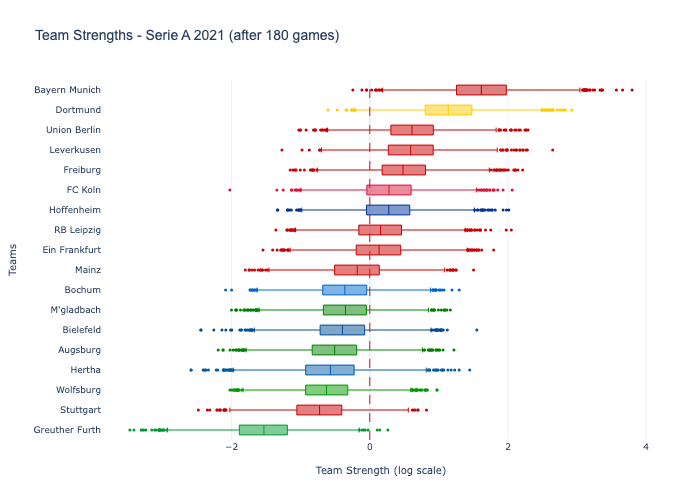 Team Strengths - Serie A 2021 (after 180 games)
Bayern Munich
Dortmund
Union Berlin
Leverkusen
Freiburg
FC Koln
Hoffenheim
RB Leipzig
Ein Frankfurt
Mainz
Bochum
M'gladbach
Bielefeld
Augsburg
Hertha
Wolfsburg
Stuttgart
Greuther Furth
Teams
−2 0 2 4
Team Strength (log scale)